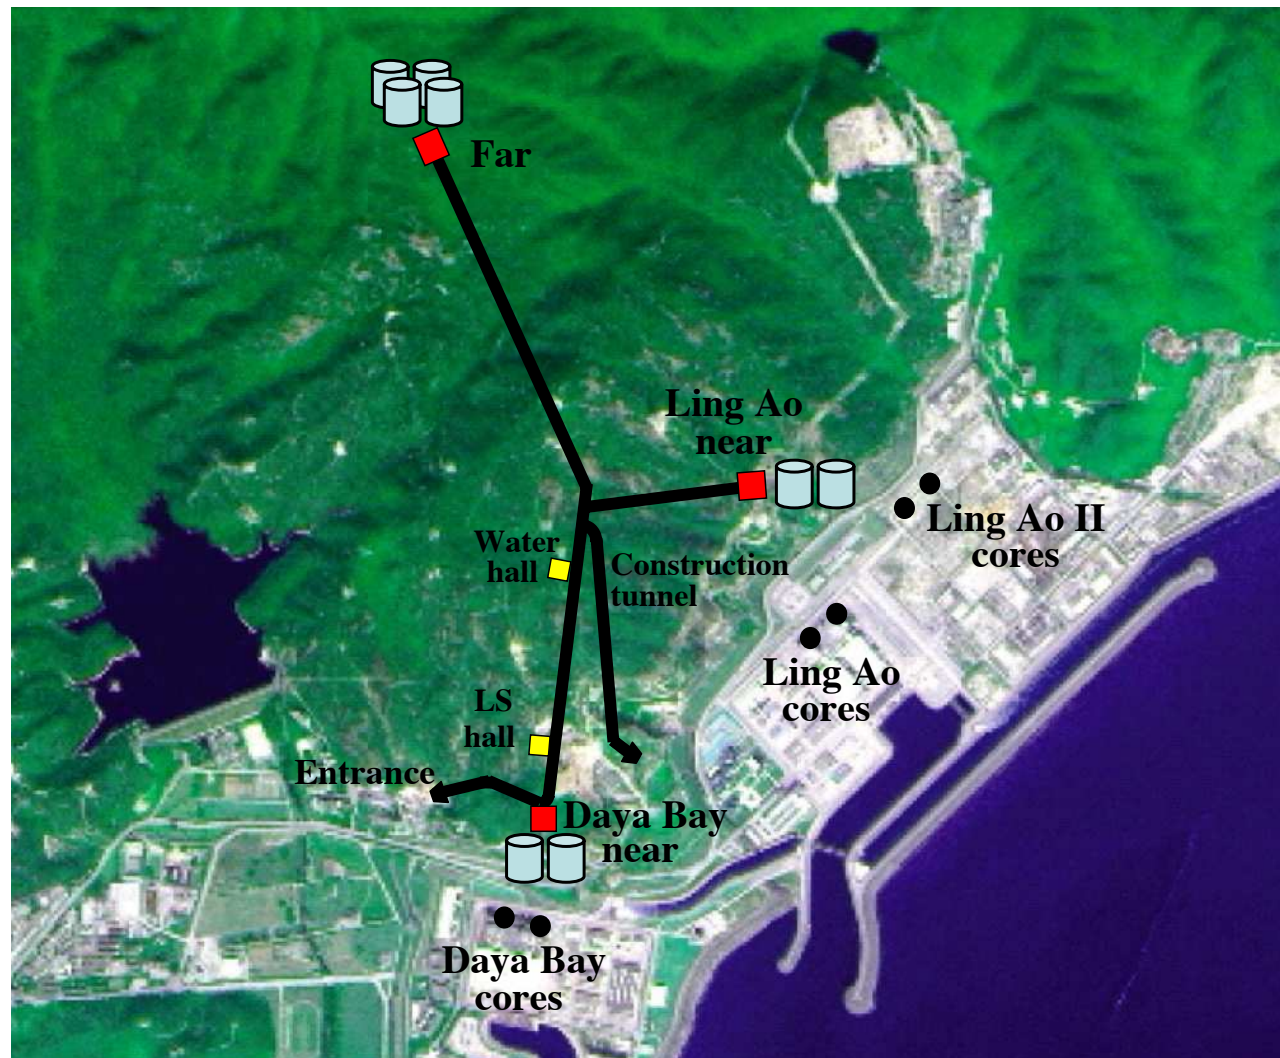 Far
Ling Ao
near
Ling Ao II
cores
Water
hall
Construction
tunnel
Ling Ao
cores
LS
hall
Entrance
Daya Bay
near
Daya Bay
cores